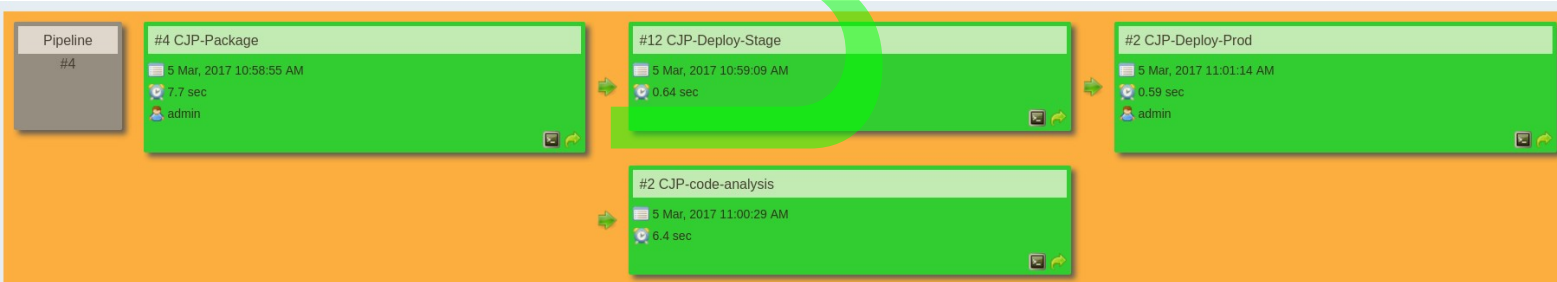 Pipeline
#4
#4 CJP-Package
5 Mar, 2017 10:58:55 AM
7.7 sec
admin
#12 CJP-Deploy-Stage
5 Mar, 2017 10:59:09 AM
0.64 sec
#2 CJP-Deploy-Prod
5 Mar, 2017 11:01:14 AM
0.59 sec
admin
#2 CJP-code-analysis
5 Mar, 2017 11:00:29 AM
6.4 sec